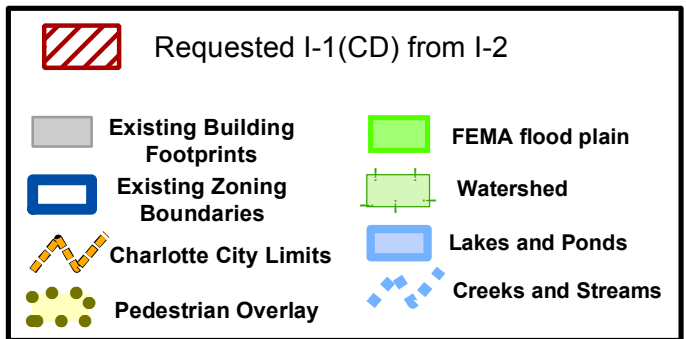 Requested I-1(CD) from I-2
Existing Building
Footprints
Existing Zoning
Boundaries
Charlotte City Limits
Pedestrian Overlay
FEMA flood plain
Watershed
Lakes and Ponds
Creeks and Streams